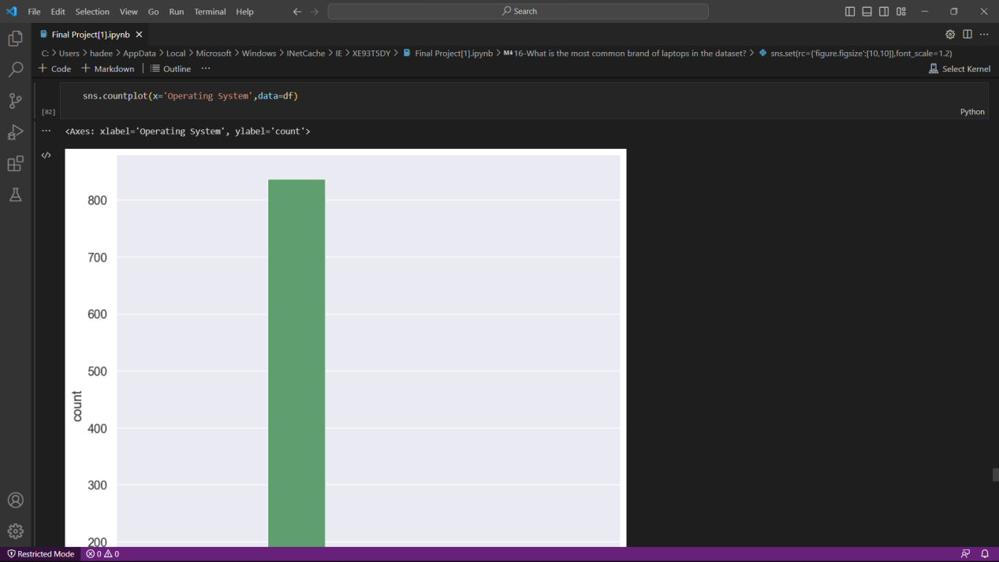 File Edit Selection View Go Run Terminal Help Search
Final Project[1].ipynb
C: > Users > hadee > AppData > Local > Microsoft > Windows > INetCache > IE > XE93T5DY > Final Project[1].ipynb > M↓16-What is the most common brand of laptops in the dataset? > sns.set(rc={'figure.figsize':[10,10]},font_scale=1.2)
+ Code + Markdown | Outline ... Select Kernel
sns.countplot(x='Operating System',data=df)
[82] Python
... <Axes: xlabel='Operating System', ylabel='count'>
800
700
600
500
count
400
300
200
Restricted Mode 0 0